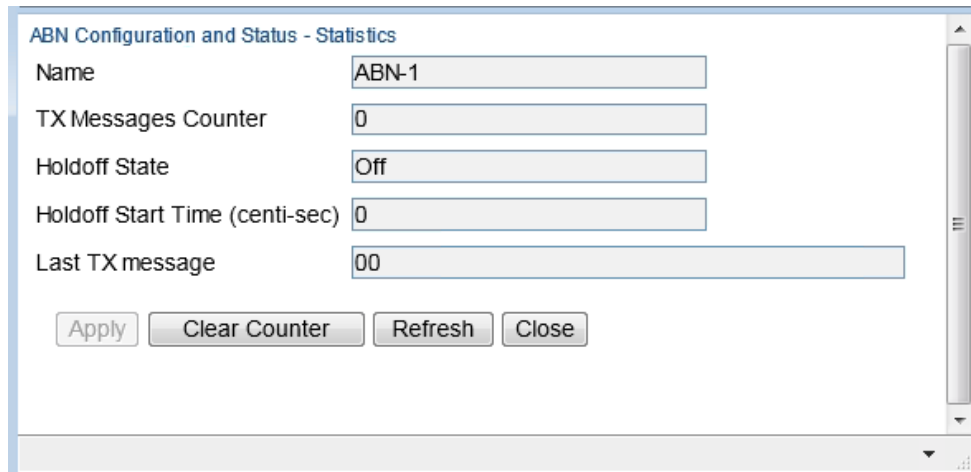 ABN Configuration and Status - Statistics
Name ABN-1
TX Messages Counter 0
Holdoff State Off
Holdoff Start Time (centi-sec) 0
Last TX message 00
Apply Clear Counter Refresh Close